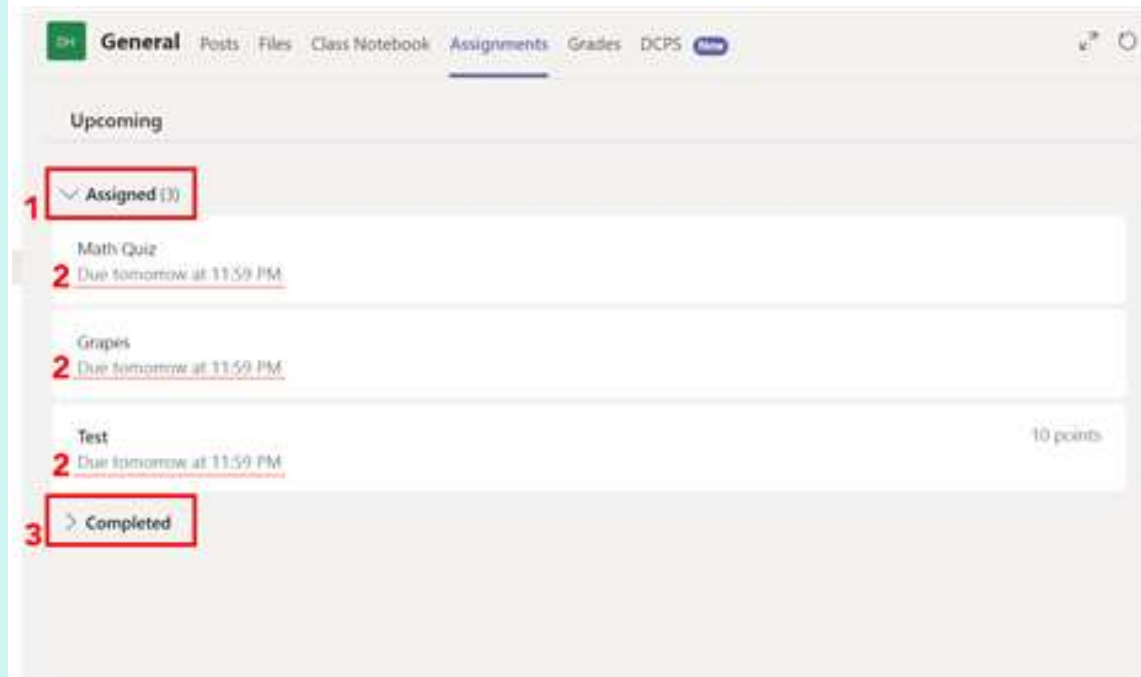 DH General Posts Files Class Notebook Assignments Grades DCPS New
Upcoming
1 Assigned (3)
Math Quiz
2 Due tomorrow at 11:59 PM
Grapes
2 Due tomorrow at 11:59 PM
Test 10 points
2 Due tomorrow at 11:59 PM
3 Completed